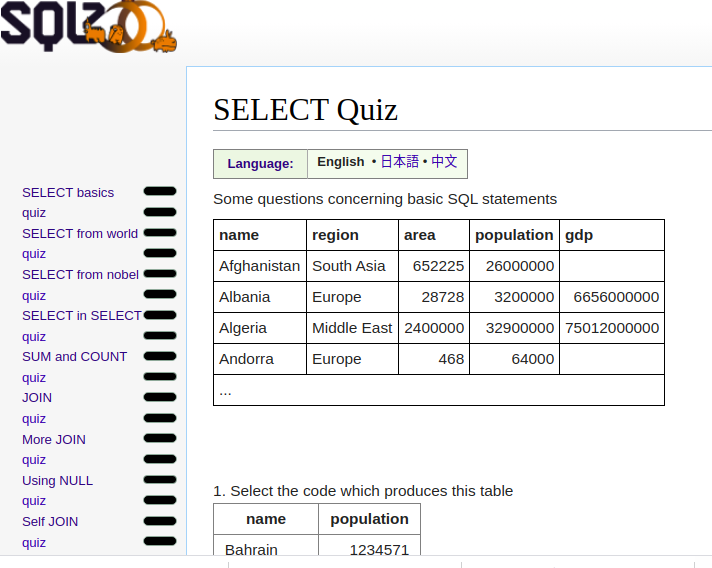 SQLZOO
SELECT Quiz
Language: English • 日本語 • 中文
Some questions concerning basic SQL statements
name region area population gdp
Afghanistan South Asia 652225 26000000
Albania Europe 28728 3200000 6656000000
Algeria Middle East 2400000 32900000 75012000000
Andorra Europe 468 64000
...
1. Select the code which produces this table
name population
Bahrain 1234571
SELECT basics
quiz
SELECT from world
quiz
SELECT from nobel
quiz
SELECT in SELECT
quiz
SUM and COUNT
quiz
JOIN
quiz
More JOIN
quiz
Using NULL
quiz
Self JOIN
quiz